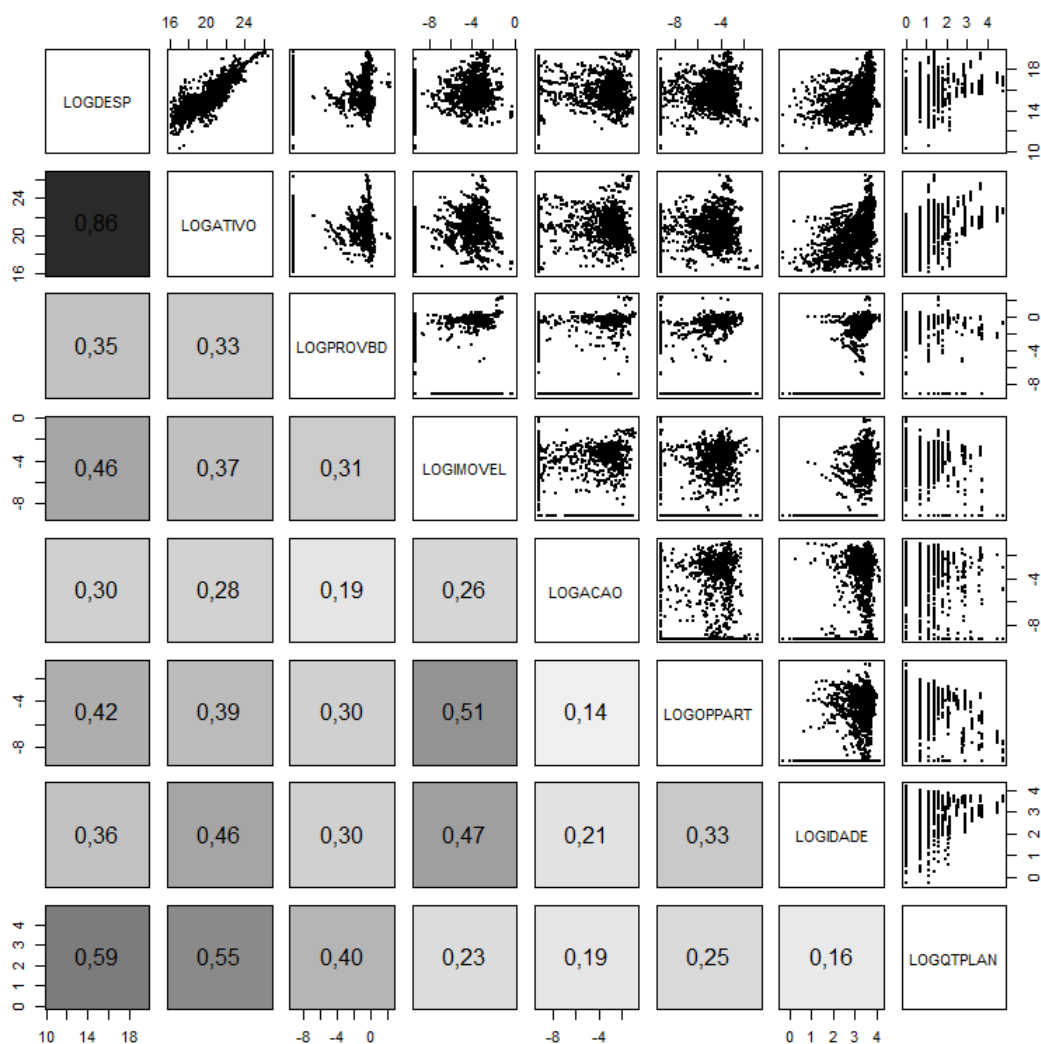 16 20 24 -8 -4 0 -8 -4 0 1 2 3 4
LOGDESP 10 14 18
16 20 24 0,86 LOGATIVO
0,35 0,33 LOGPROVBD -8 -4 0
-8 -4 0 0,46 0,37 0,31 LOGIMOVEL
0,30 0,28 0,19 0,26 LOGACAO -8 -4
-8 -4 0,42 0,39 0,30 0,51 0,14 LOGOPPART
0,36 0,46 0,30 0,47 0,21 0,33 LOGIDADE 0 1 2 3 4
0 1 2 3 4 0,59 0,55 0,40 0,23 0,19 0,25 0,16 LOGQTPLAN
10 14 18 -8 -4 0 -8 -4 0 1 2 3 4